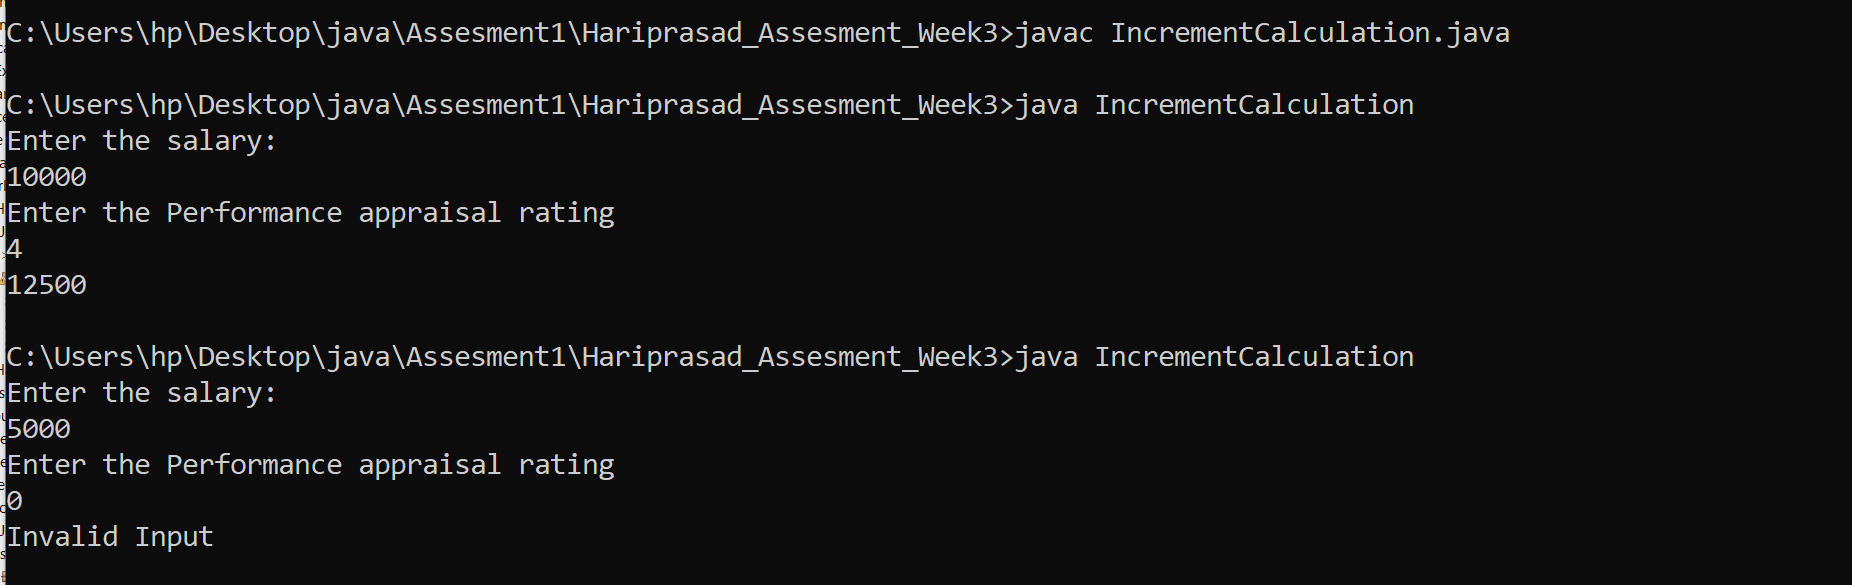 C:\Users\hp\Desktop\java\Assesment1\Hariprasad_Assesment_Week3>javac IncrementCalculation.java
C:\Users\hp\Desktop\java\Assesment1\Hariprasad_Assesment_Week3>java IncrementCalculation
Enter the salary:
10000
Enter the Performance appraisal rating
4
12500
C:\Users\hp\Desktop\java\Assesment1\Hariprasad_Assesment_Week3>java IncrementCalculation
Enter the salary:
5000
Enter the Performance appraisal rating
0
Invalid Input